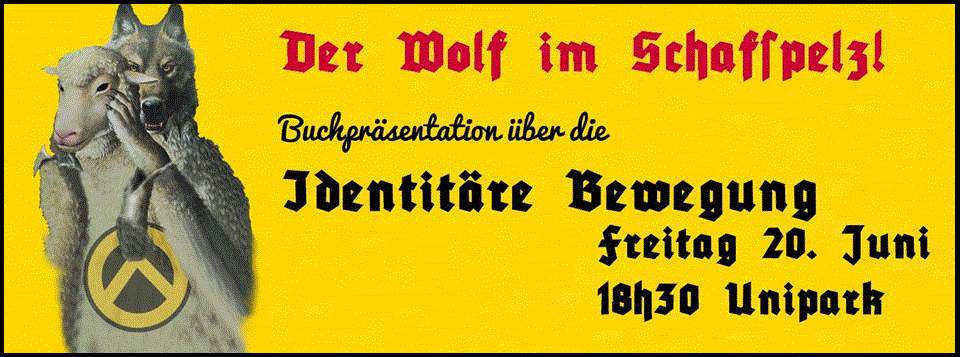 Der Wolf im Schafſpelz!
Buchpräsentation über die
Identitäre Bewegung
Freitag 20. Juni
18h30 Unipark